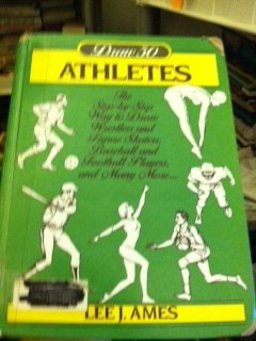 Draw 50
ATHLETES
The
Step-by-Step
Way to Draw
Wrestlers and
Figure Skaters,
Baseball and
Football Players,
and Many More...
LEE J. AMES